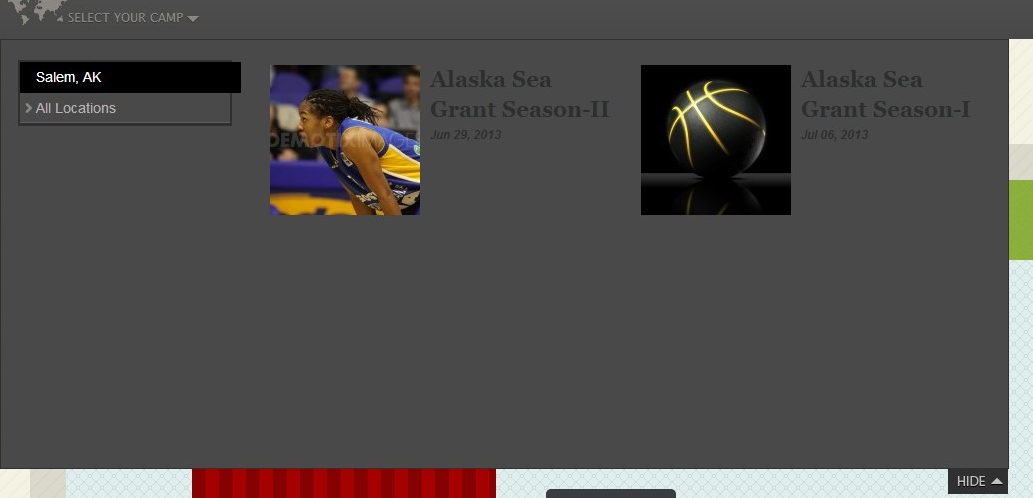 SELECT YOUR CAMP
Salem, AK
All Locations
Alaska Sea
Grant Season-II
Jun 29, 2013
Alaska Sea
Grant Season-I
Jul 06, 2013
HIDE